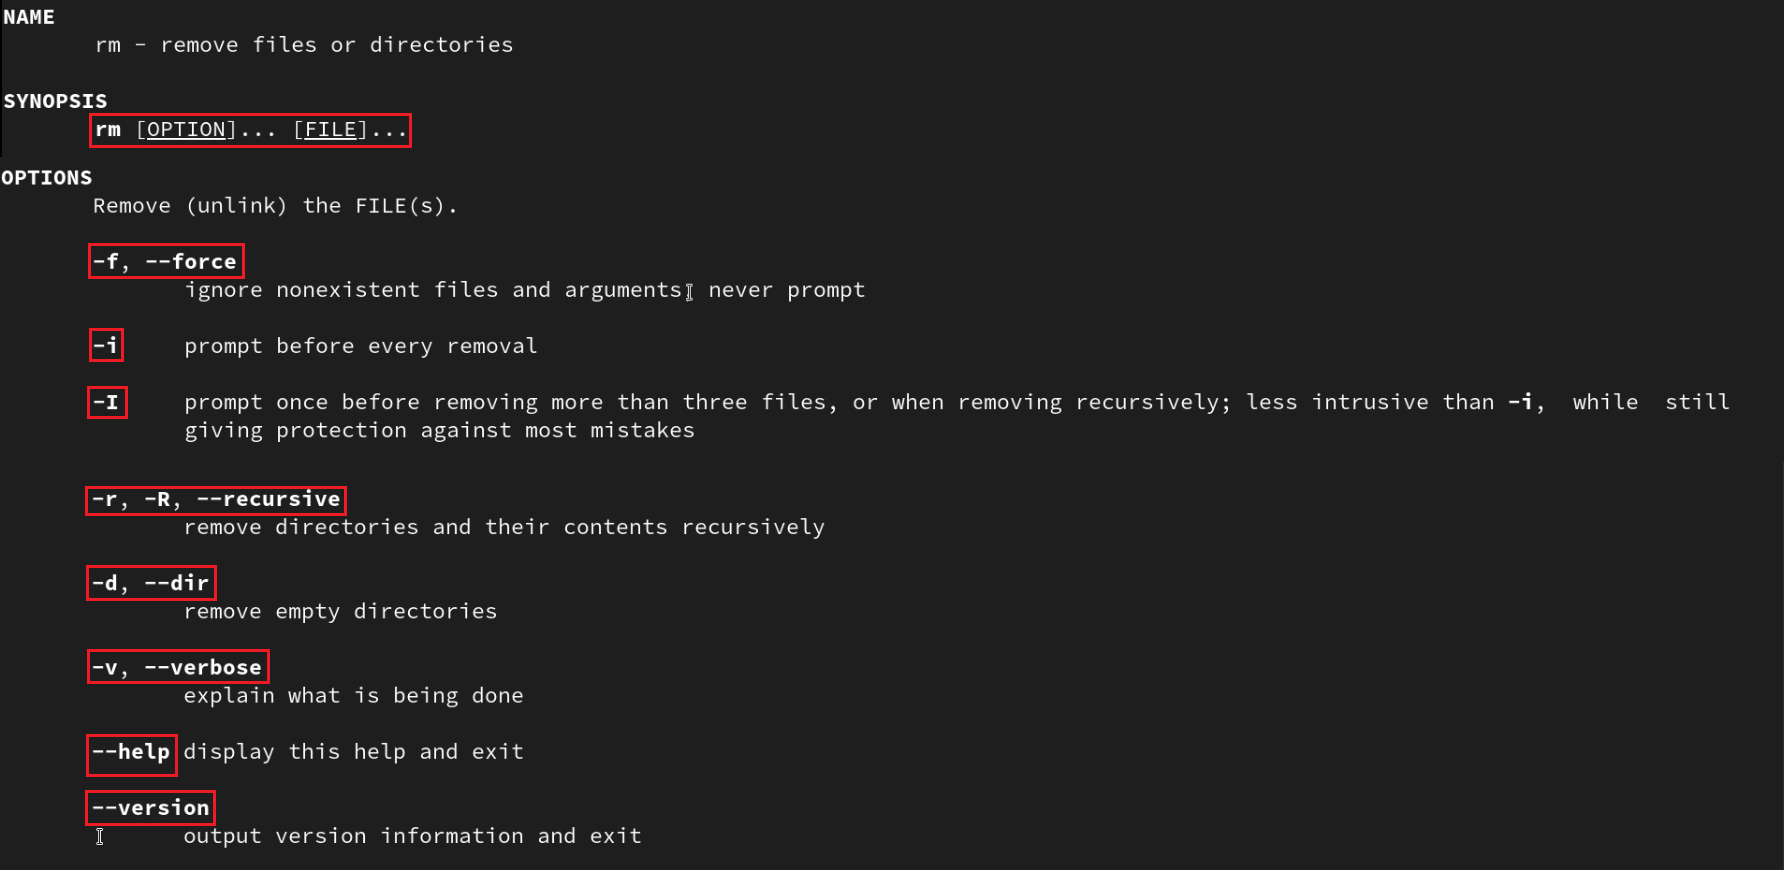 NAME
rm - remove files or directories
SYNOPSIS
rm [OPTION]... [FILE]...
OPTIONS
Remove (unlink) the FILE(s).
-f, --force
ignore nonexistent files and arguments, never prompt
-i prompt before every removal
-I prompt once before removing more than three files, or when removing recursively; less intrusive than -i, while still
giving protection against most mistakes
-r, -R, --recursive
remove directories and their contents recursively
-d, --dir
remove empty directories
-v, --verbose
explain what is being done
--help display this help and exit
--version
output version information and exit